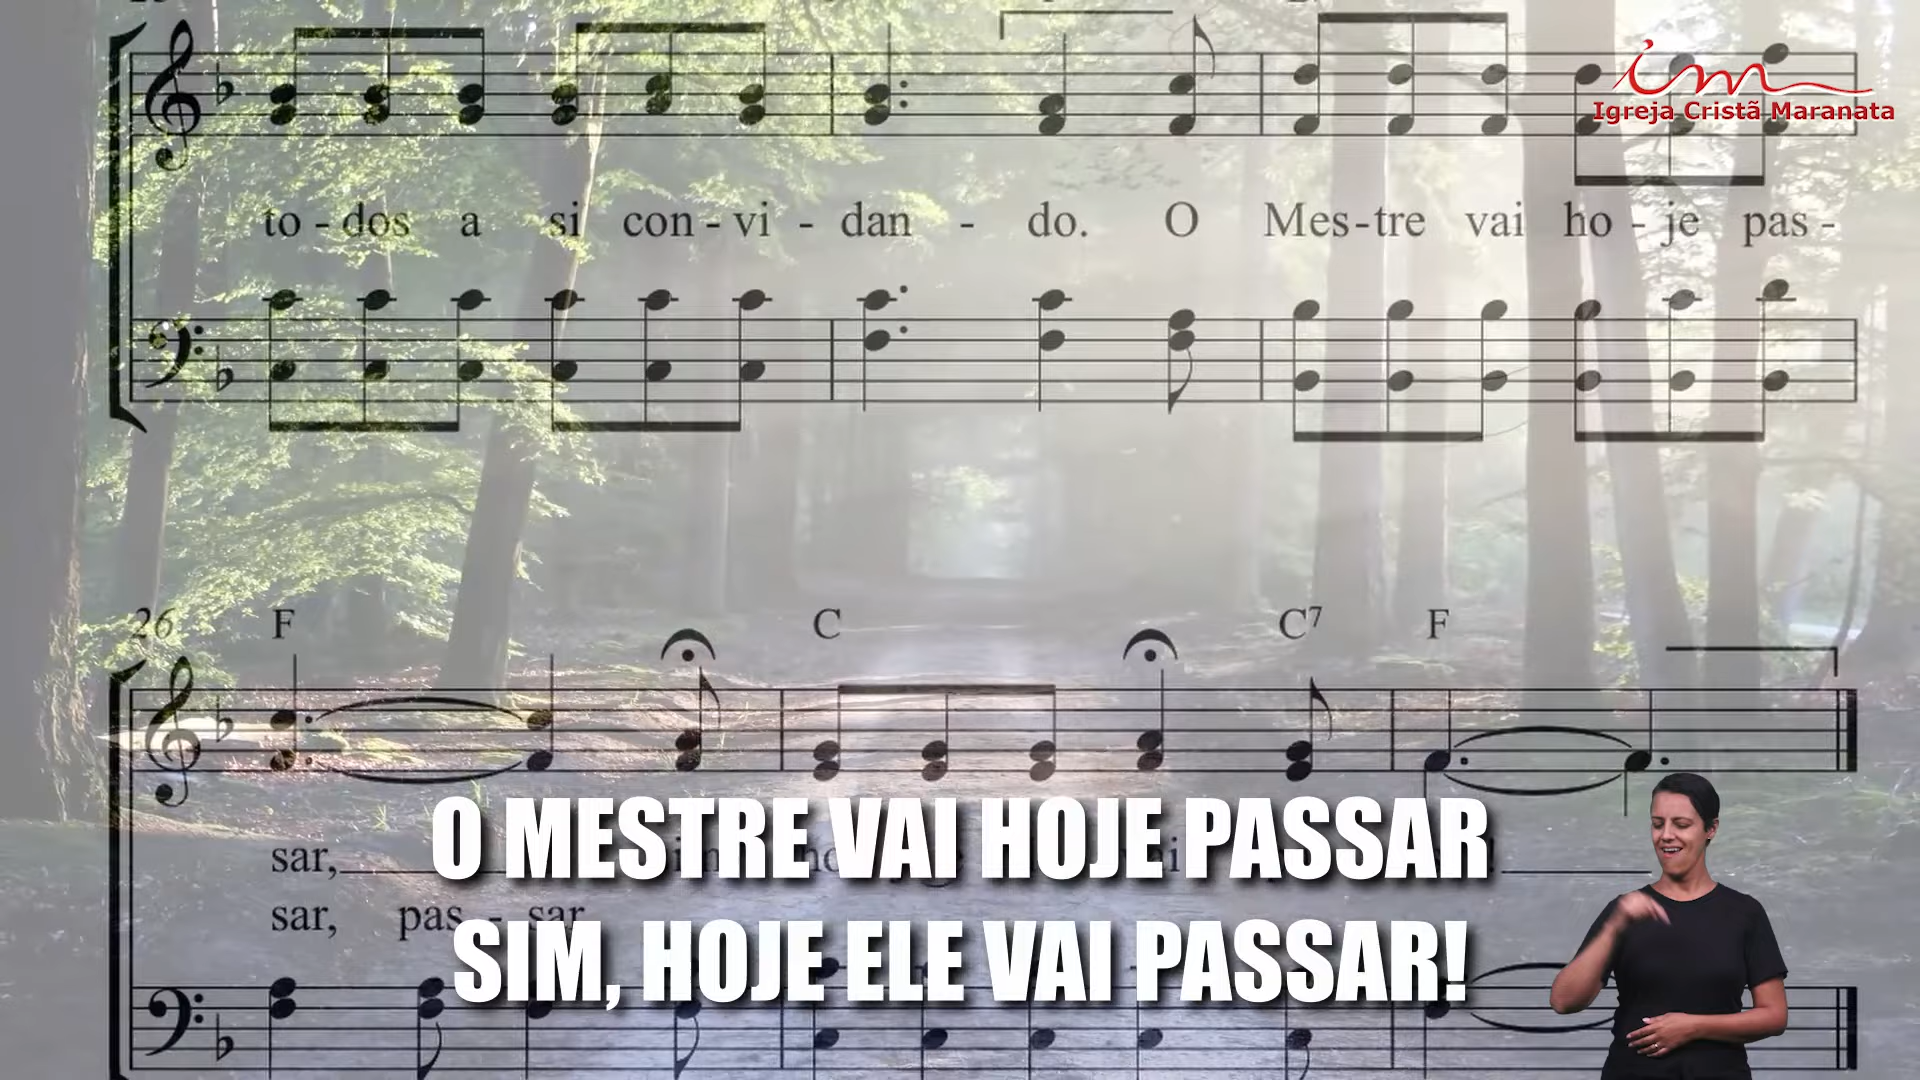 Igreja Cristã Maranata
to - dos a si con - vi - dan - do. O Mes - tre vai ho - je pas -
26 F C C7 F
sar,
sar, pas - sar
O MESTRE VAI HOJE PASSAR
SIM, HOJE ELE VAI PASSAR!